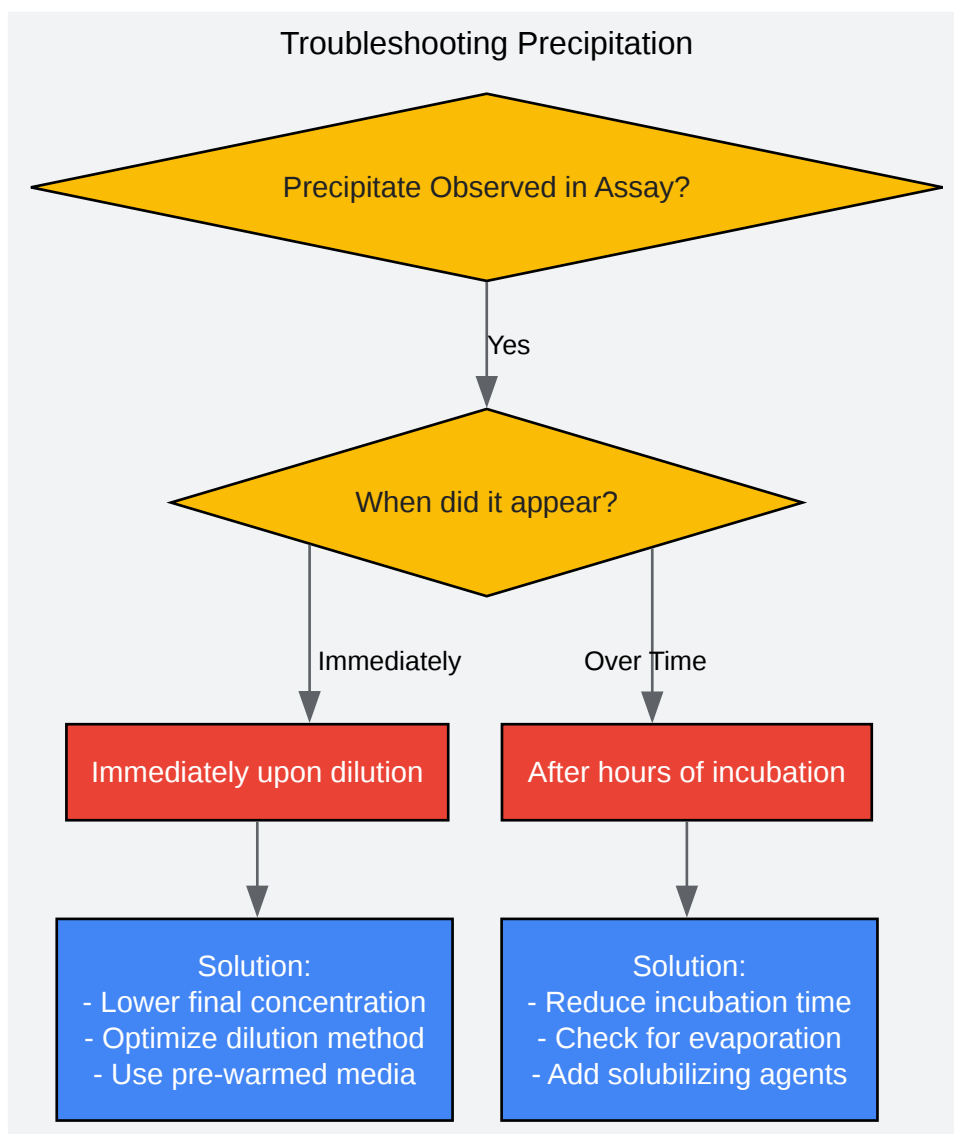 Troubleshooting Precipitation
Precipitate Observed in Assay?
Yes
When did it appear?
Immediately
Over Time
Immediately upon dilution
After hours of incubation
Solution:
- Lower final concentration
- Optimize dilution method
- Use pre-warmed media
Solution:
- Reduce incubation time
- Check for evaporation
- Add solubilizing agents